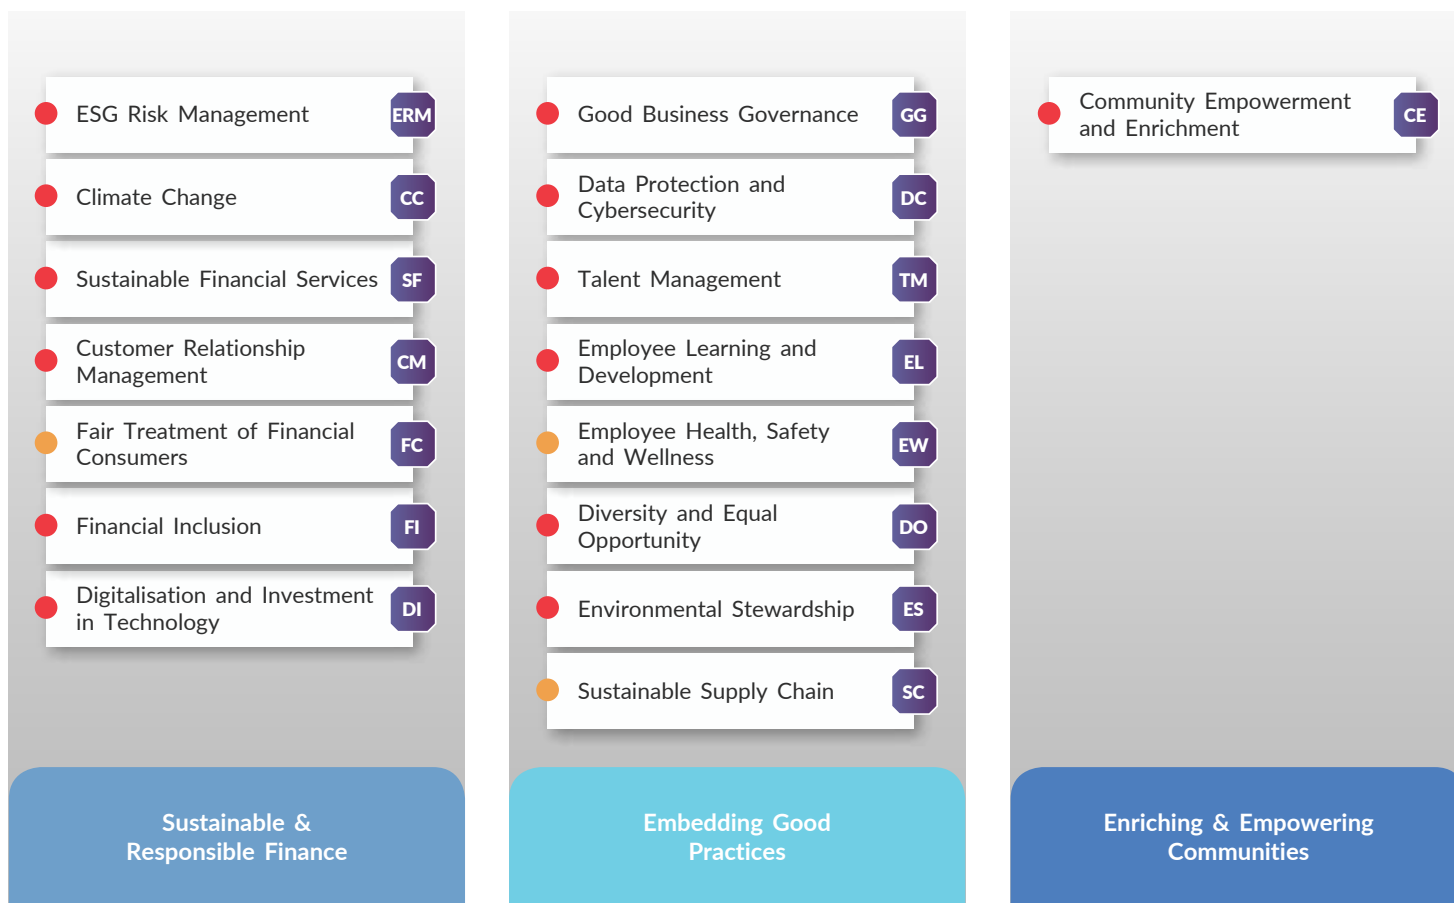 ESG Risk Management
ERM
Climate Change
CC
Sustainable Financial Services
SF
Customer Relationship
Management
CM
Fair Treatment of Financial
Consumers
FC
Financial Inclusion
FI
Digitalisation and Investment
in Technology
DI
Sustainable &
Responsible Finance
Good Business Governance
GG
Data Protection and
Cybersecurity
DC
Talent Management
TM
Employee Learning and
Development
EL
Employee Health, Safety
and Wellness
EW
Diversity and Equal
Opportunity
DO
Environmental Stewardship
ES
Sustainable Supply Chain
SC
Embedding Good
Practices
Community Empowerment
and Enrichment
CE
Enriching & Empowering
Communities